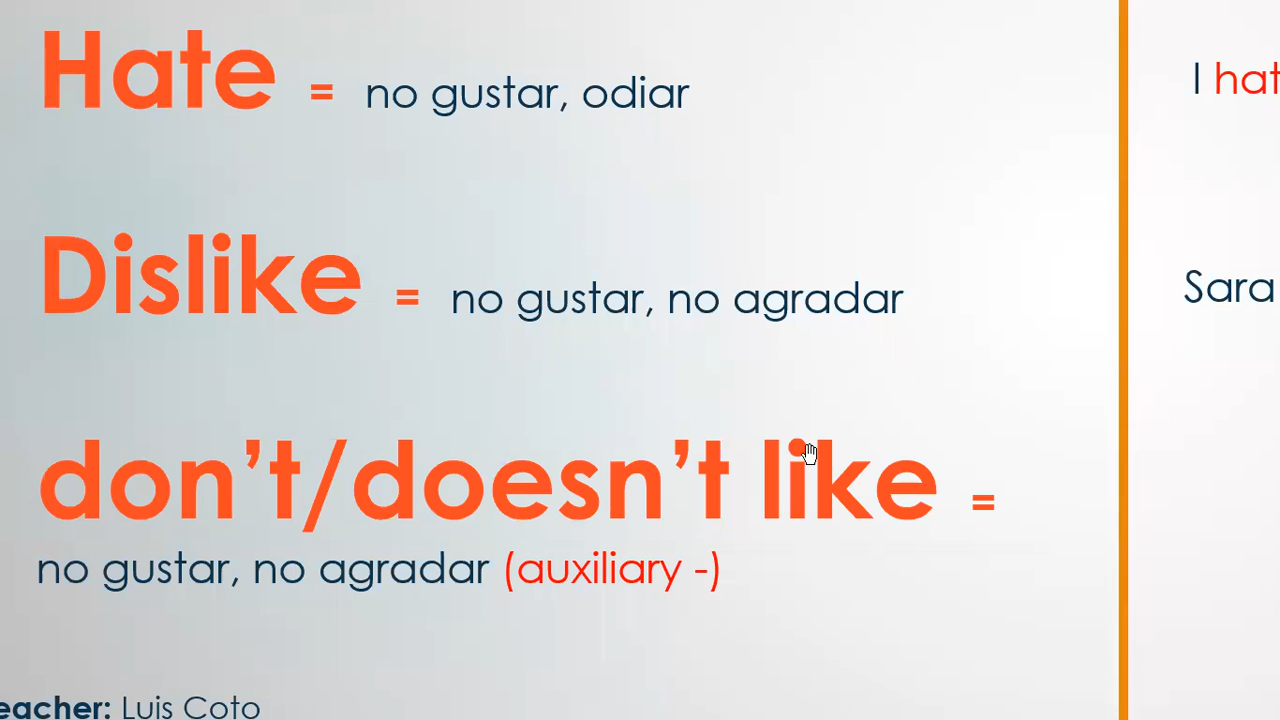 Hate = no gustar, odiar
I hat
Dislike = no gustar, no agradar
Sara
don't/doesn't like =
no gustar, no agradar (auxiliary -)
eacher: Luis Coto